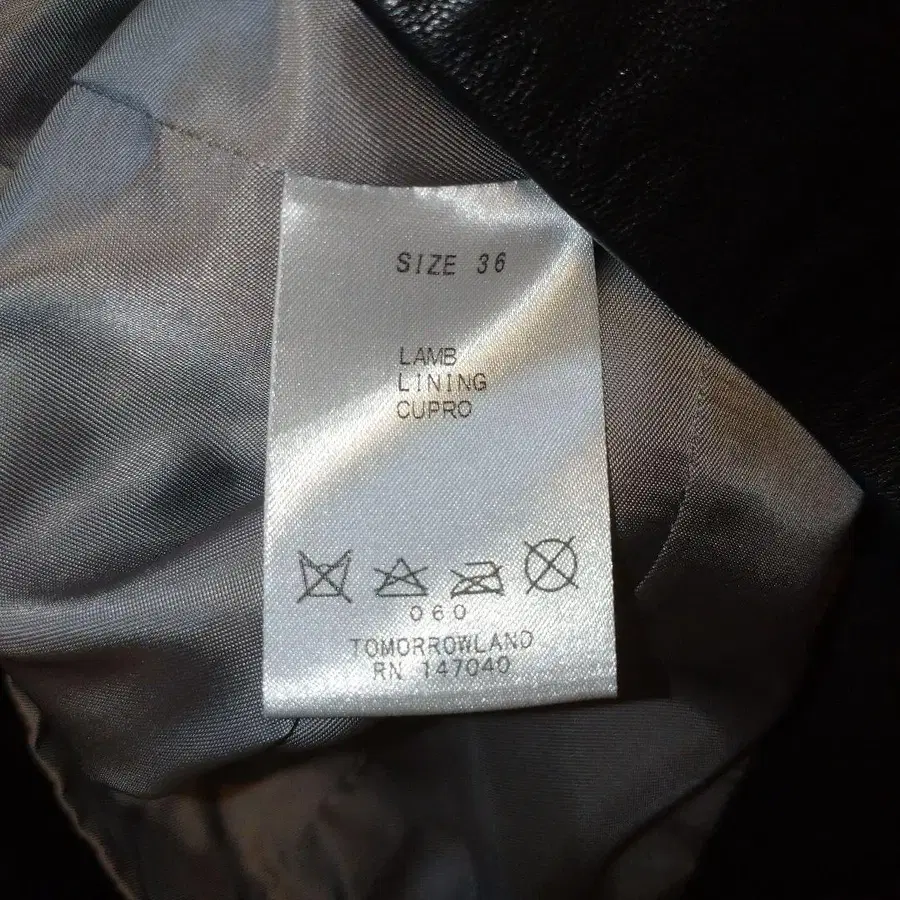 SIZE 36
LAMB
LINING
CUPRO
060
TOMORROWLAND
RN 147040